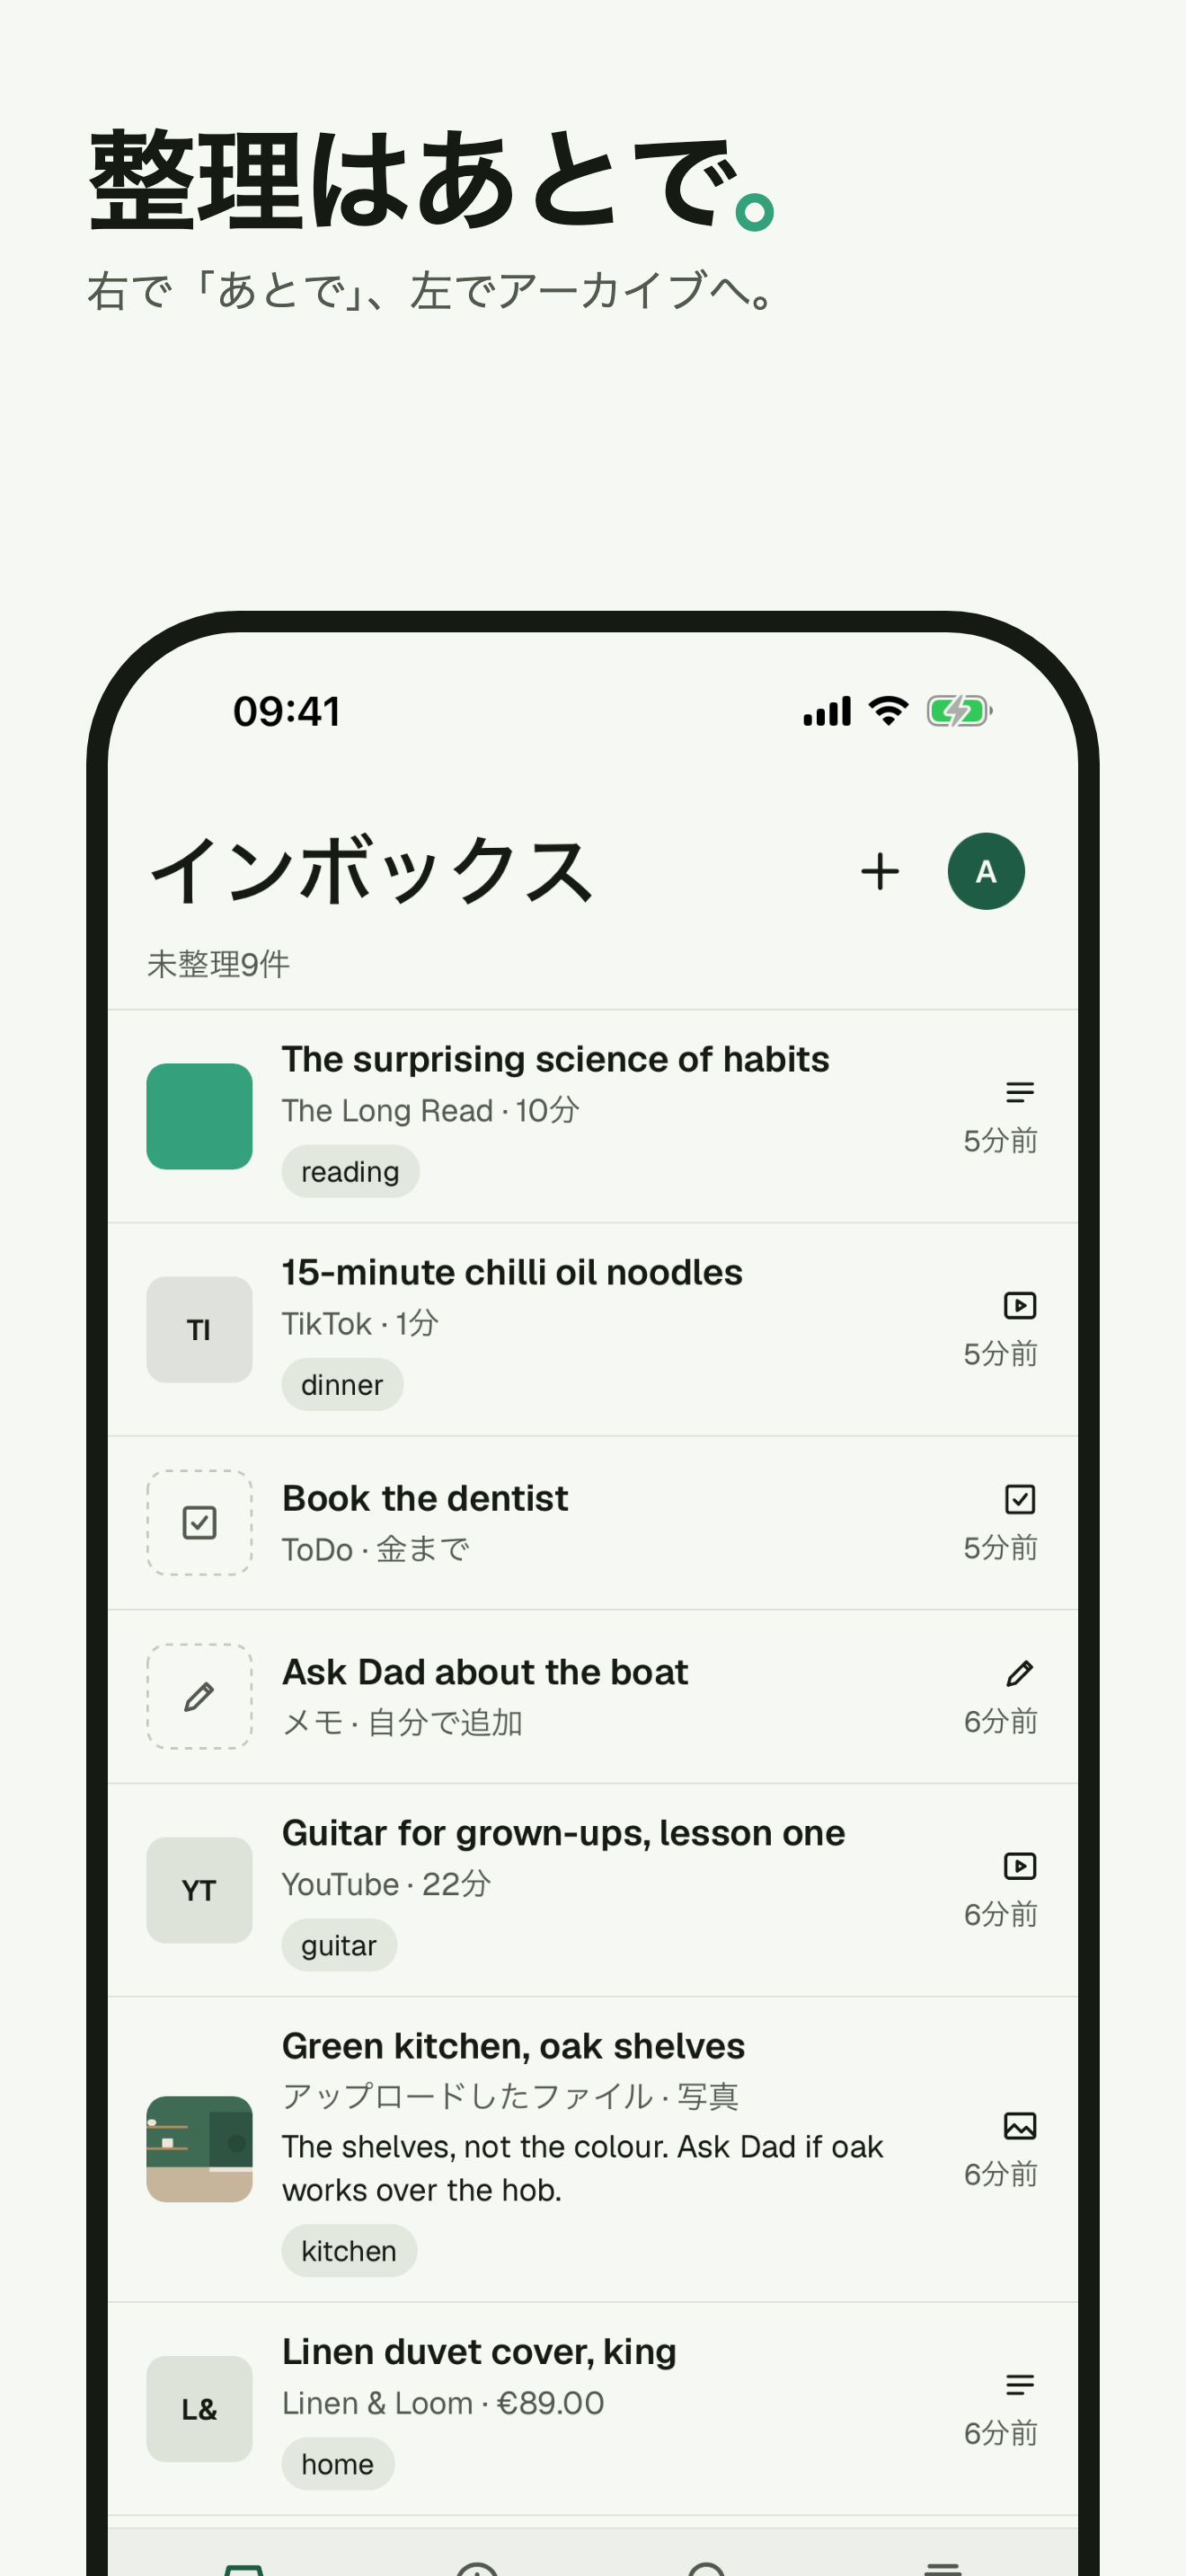 整理はあとで。
右で「あとで」、左でアーカイブへ。
09:41
インボックス
A
未整理9件
The surprising science of habits
The Long Read · 10分
reading
5分前
TI
15-minute chilli oil noodles
TikTok · 1分
dinner
5分前
Book the dentist
ToDo · 金まで
5分前
Ask Dad about the boat
メモ · 自分で追加
6分前
YT
Guitar for grown-ups, lesson one
YouTube · 22分
guitar
6分前
Green kitchen, oak shelves
アップロードしたファイル · 写真
The shelves, not the colour. Ask Dad if oak
works over the hob.
kitchen
6分前
L&
Linen duvet cover, king
Linen & Loom · €89.00
home
6分前